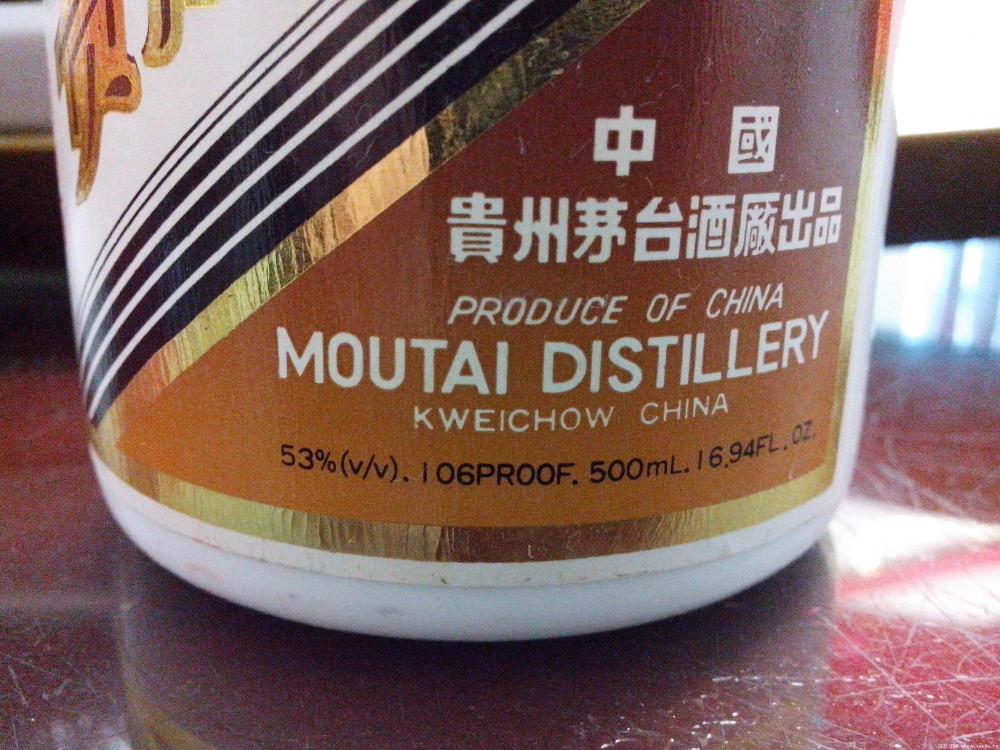 中 國
貴州茅台酒廠出品
PRODUCE OF CHINA
MOUTAI DISTILLERY
KWEICHOW CHINA
53%(v/v). 106PROOF. 500mL. 16.94FL. OZ.